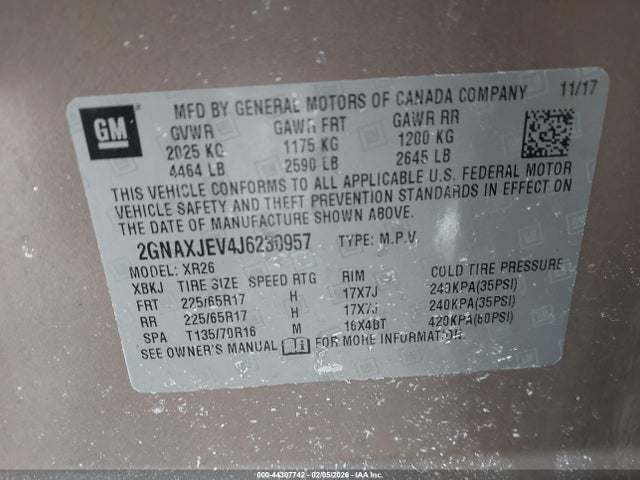 GM
MFD BY GENERAL MOTORS OF CANADA COMPANY 11/17
GVWR GAWR FRT GAWR RR
2025 KG 1175 KG 1200 KG
4464 LB 2590 LB 2645 LB
THIS VEHICLE CONFORMS TO ALL APPLICABLE U.S. FEDERAL MOTOR
VEHICLE SAFETY AND THEFT PREVENTION STANDARDS IN EFFECT ON
THE DATE OF MANUFACTURE SHOWN ABOVE.
2GNAXJEV4J6230957 TYPE: M.P.V.
MODEL: XR26
XBKJ TIRE SIZE SPEED RTG RIM COLD TIRE PRESSURE
FRT 225/65R17 H 17X7J 240KPA(35PSI)
RR 225/65R17 H 17X7J 240KPA(35PSI)
SPA T135/70R16 M 16X4BT 420KPA(60PSI)
SEE OWNER'S MANUAL FOR MORE INFORMATION.
000-44307742 - 02/05/2026 - IAA Inc.